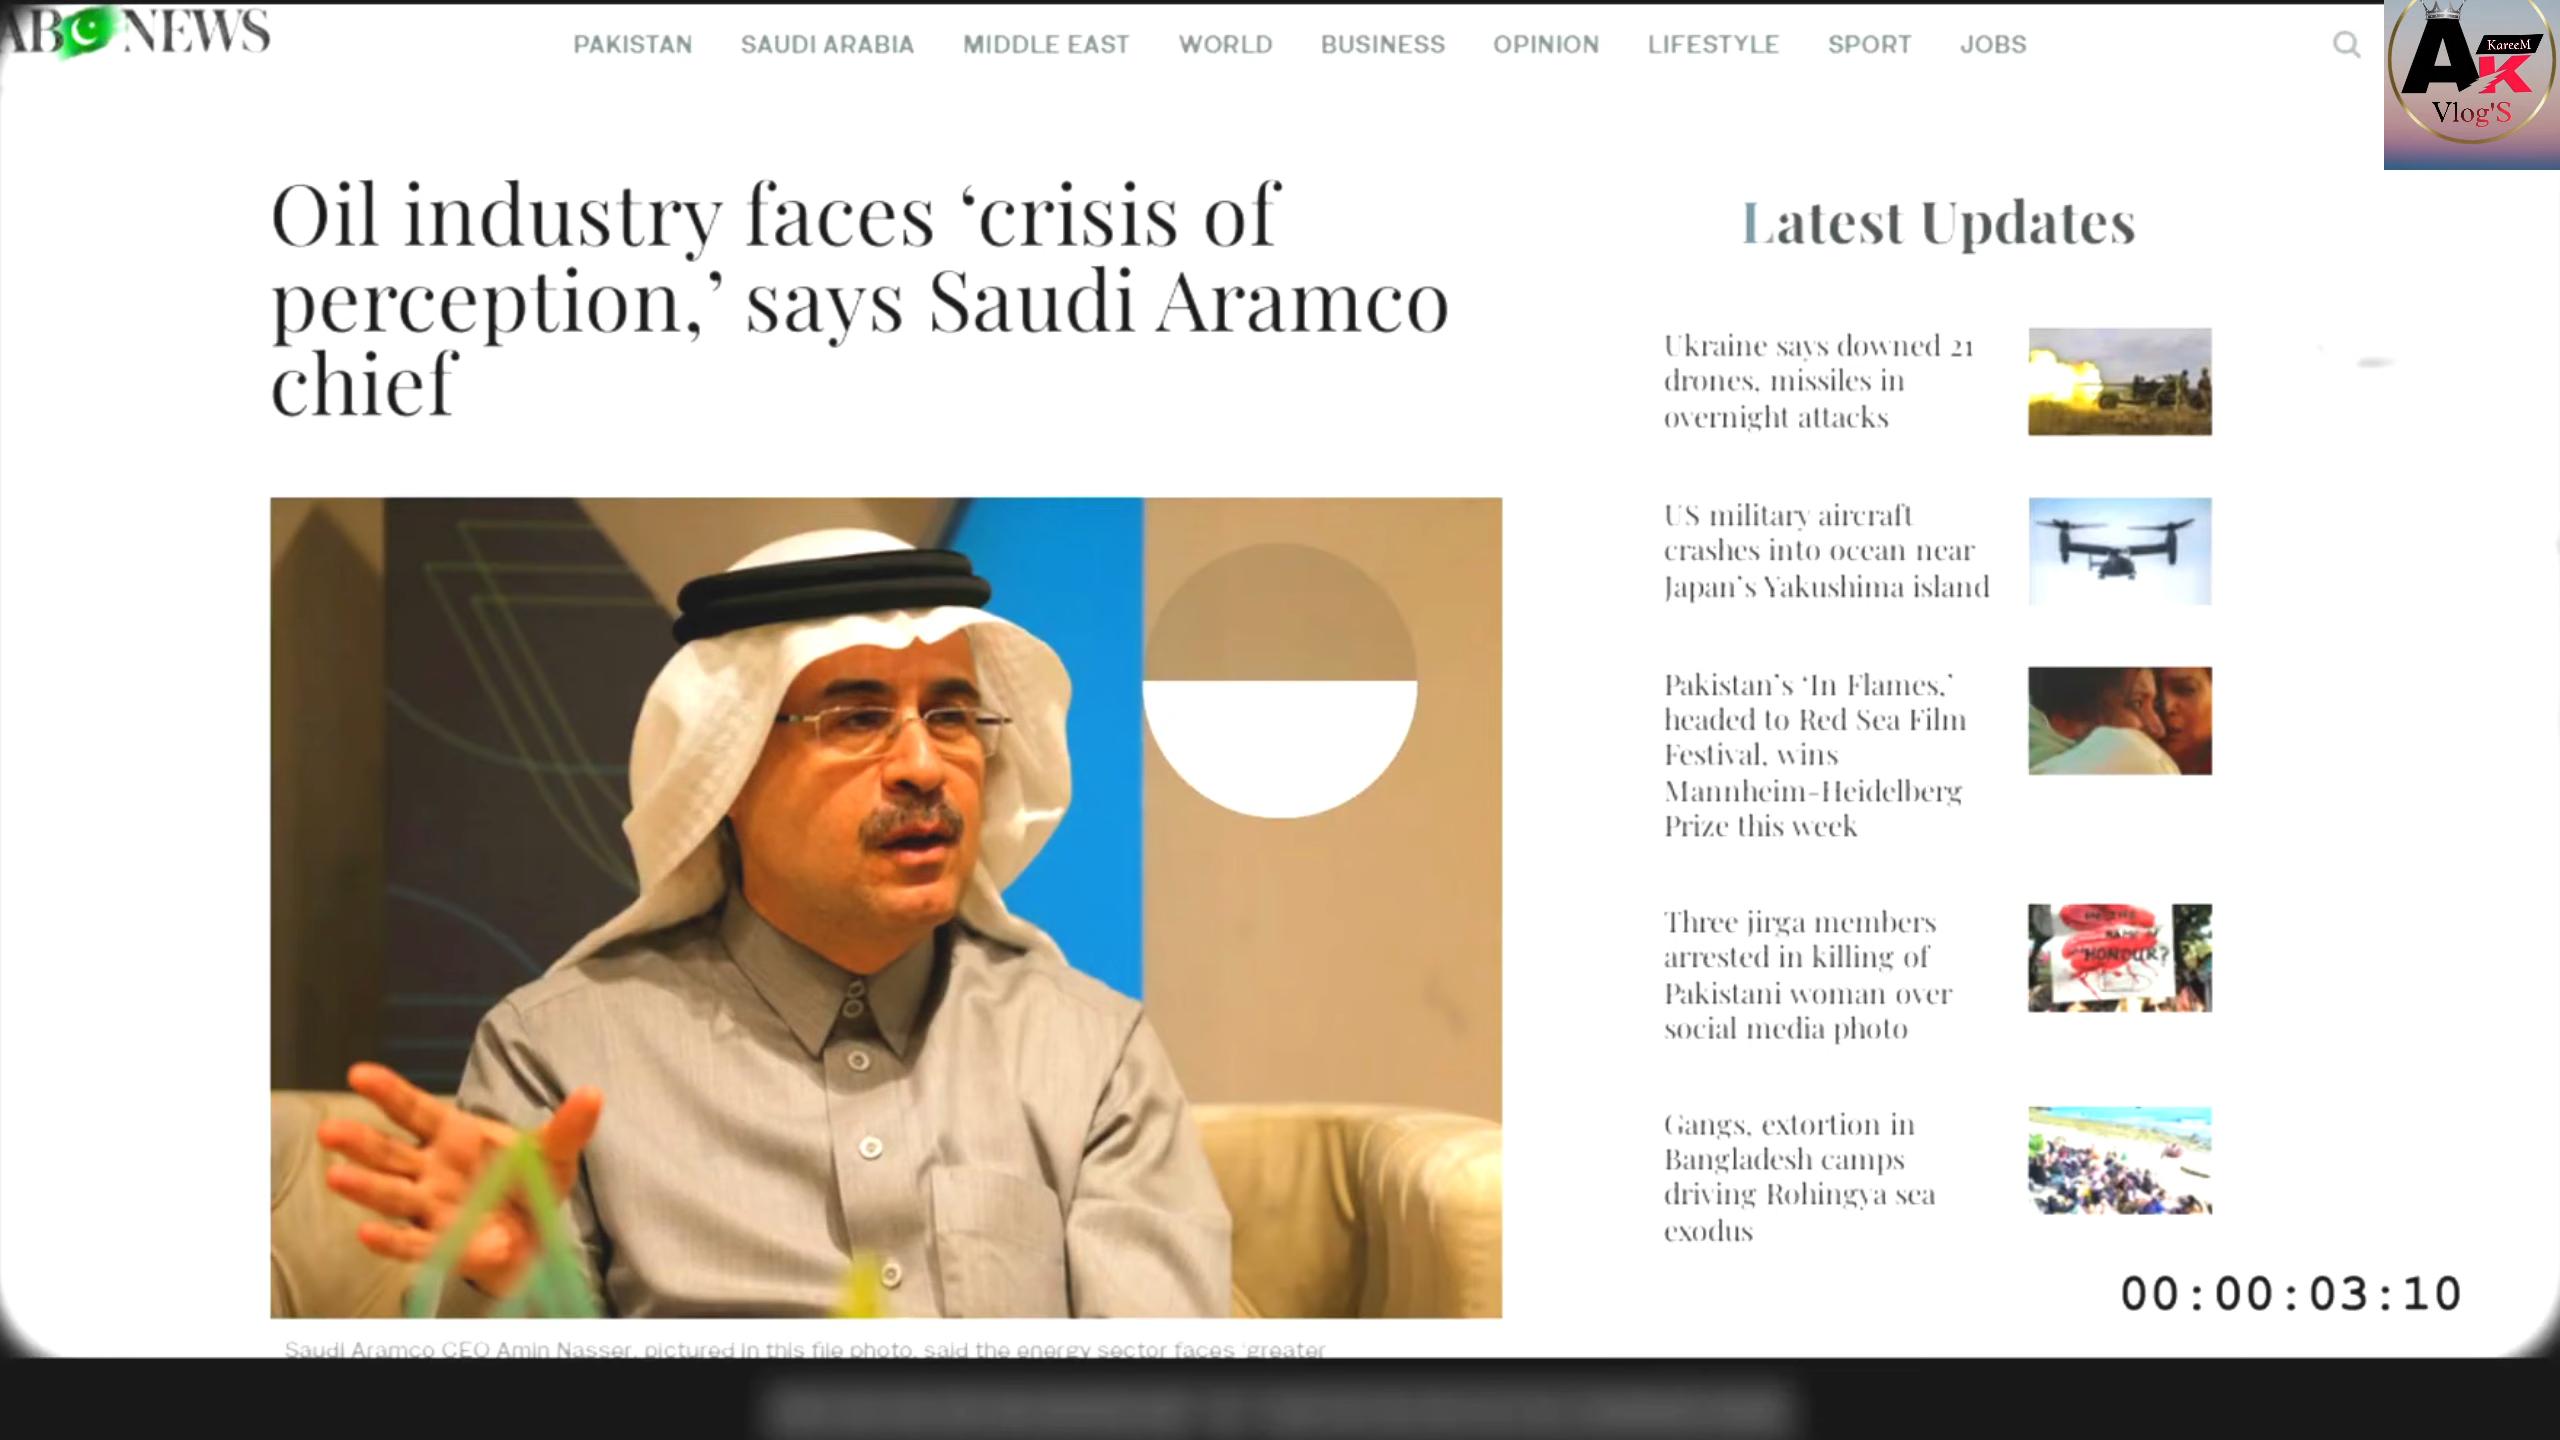 AB NEWS
PAKISTAN SAUDI ARABIA MIDDLE EAST WORLD BUSINESS OPINION LIFESTYLE SPORT JOBS
KareeM
AK
Vlog'S
Oil industry faces ‘crisis of
perception,’ says Saudi Aramco
chief
Saudi Aramco CEO Amin Nasser, pictured in this file photo, said the energy sector faces ‘greater
Latest Updates
Ukraine says downed 21
drones, missiles in
overnight attacks
US military aircraft
crashes into ocean near
Japan’s Yakushima island
Pakistan’s ‘In Flames,’
headed to Red Sea Film
Festival, wins
Mannheim-Heidelberg
Prize this week
Three jirga members
arrested in killing of
Pakistani woman over
social media photo
HONOUR?
Gangs, extortion in
Bangladesh camps
driving Rohingya sea
exodus
00:00:03:10